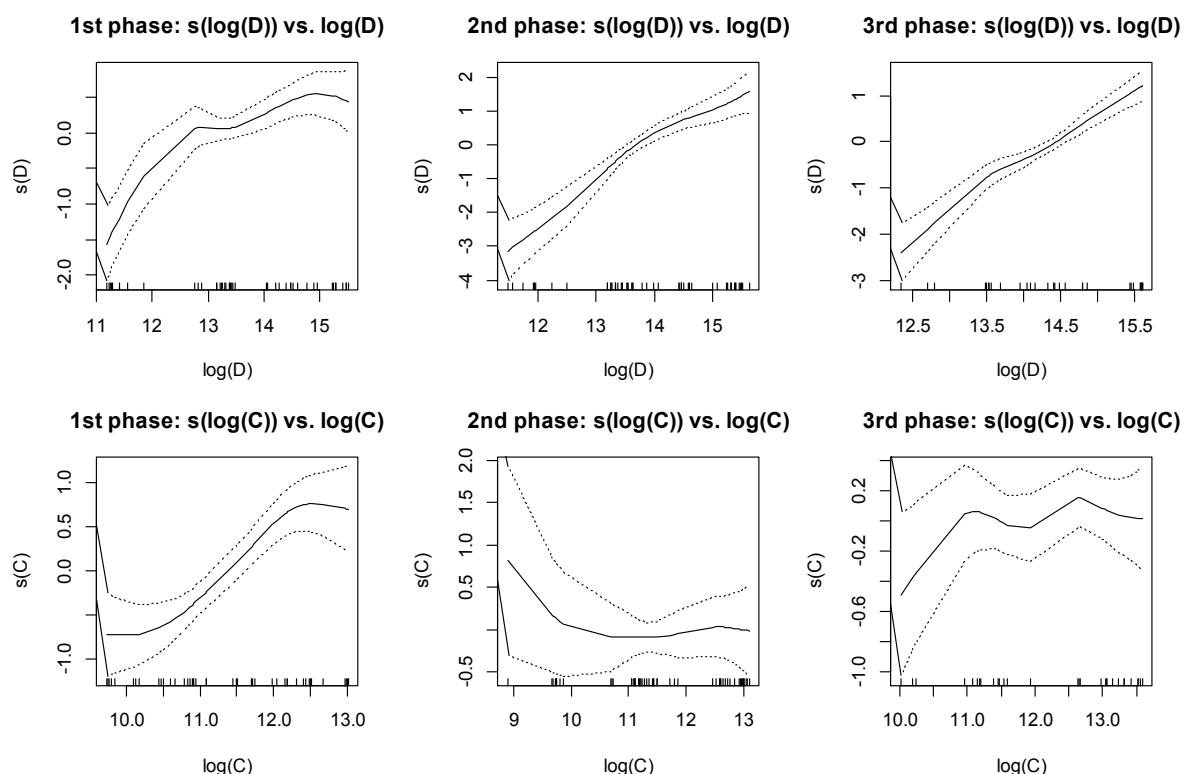 1st phase: s(log(D)) vs. log(D)
s(D)
0.0
-1.0
-2.0
11 12 13 14 15
log(D)
2nd phase: s(log(D)) vs. log(D)
s(D)
2
1
0
-1
-2
-3
-4
12 13 14 15
log(D)
3rd phase: s(log(D)) vs. log(D)
s(D)
1
0
-1
-2
-3
12.5 13.5 14.5 15.5
log(D)
1st phase: s(log(C)) vs. log(C)
s(C)
1.0
0.5
0.0
-1.0
10.0 11.0 12.0 13.0
log(C)
2nd phase: s(log(C)) vs. log(C)
s(C)
2.0
1.5
0.5
-0.5
9 10 11 12 13
log(C)
3rd phase: s(log(C)) vs. log(C)
s(C)
0.2
-0.2
-0.6
-1.0
10.0 11.0 12.0 13.0
log(C)